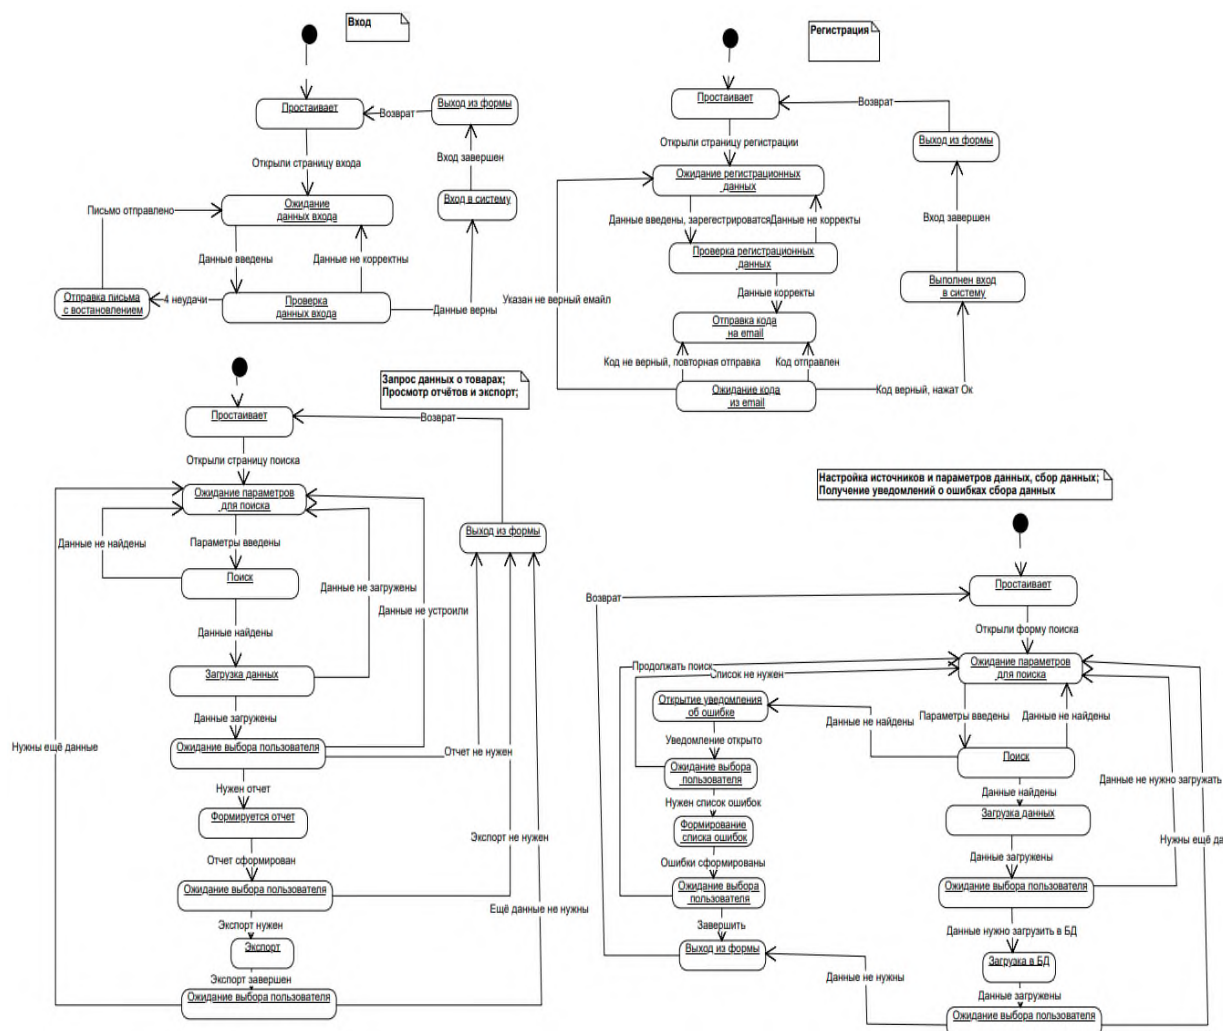 Вход
Простаивает
Выход из формы
Возврат
Открыли страницу входа
Вход завершен
Письмо отправлено
Ожидание
данных входа
Вход в систему
Данные введены
Данные не корректны
Отправка письма
с востановлением
4 неудачи
Проверка
данных входа
Данные верны
Регистрация
Простаивает
Возврат
Открыли страницу регистрации
Выход из формы
Ожидание регистрационных
данных
Данные введены, зарегестрироватся
Данные не корректы
Вход завершен
Проверка регистрационных
данных
Указан не верный емайл
Данные корректы
Выполнен вход
в систему
Отправка кода
на email
Код не верный, повторная отправка
Код отправлен
Ожидание кода
из email
Код верный, нажат Ок
Запрос данных о товарах;
Просмотр отчётов и экспорт;
Простаивает
Возврат
Открыли страницу поиска
Ожидание параметров
для поиска
Выход из формы
Данные не найдены
Параметры введены
Поиск
Данные не загружены
Данные не устроили
Данные найдены
Загрузка данных
Данные загружены
Нужны ещё данные
Ожидание выбора пользователя
Отчет не нужен
Нужен отчет
Формируется отчет
Экспорт не нужен
Отчет сформирован
Ожидание выбора пользователя
Ещё данные не нужны
Экспорт нужен
Экспорт
Экспорт завершен
Ожидание выбора пользователя
Настройка источников и параметров данных, сбор данных;
Получение уведомлений о ошибках сбора данных
Простаивает
Возврат
Открыли форму поиска
Продолжать поиск
Список не нужен
Ожидание параметров
для поиска
Открытие уведомления
об ошибке
Данные не найдены
Параметры введены
Данные не найдены
Уведомление открыто
Поиск
Ожидание выбора
пользователя
Данные не нужно загружать
Данные найдены
Нужен список ошибок
Загрузка данных
Формирование
списка ошибок
Нужны ещё да
Ошибки сформированы
Данные загружены
Ожидание выбора
пользователя
Ожидание выбора пользователя
Завершить
Данные нужно загрузить в БД
Выход из формы
Загрузка в БД
Данные не нужны
Данные загружены
Ожидание выбора пользователя